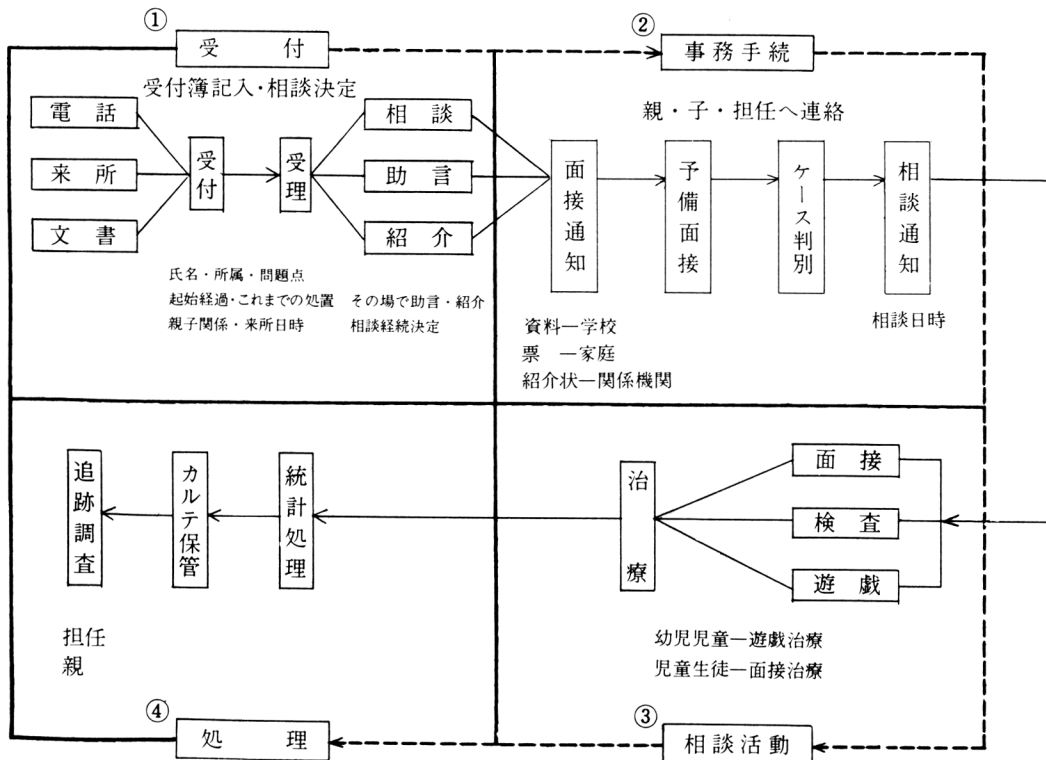 ① 受付
受付簿記入・相談決定
電話
来所
文書
受付
受理
相談
助言
紹介
氏名・所属・問題点
起始経過・これまでの処置
親子関係・来所日時
その場で助言・紹介
相談経続決定
② 事務手続
親・子・担任へ連絡
面接通知
予備面接
ケース判別
相談通知
資料―学校
票 ―家庭
紹介状―関係機関
相談日時
面接
検査
遊戯
治療
幼児児童―遊戯治療
児童生徒―面接治療
③ 相談活動
統計処理
カルテ保管
追跡調査
担任
親
④ 処理